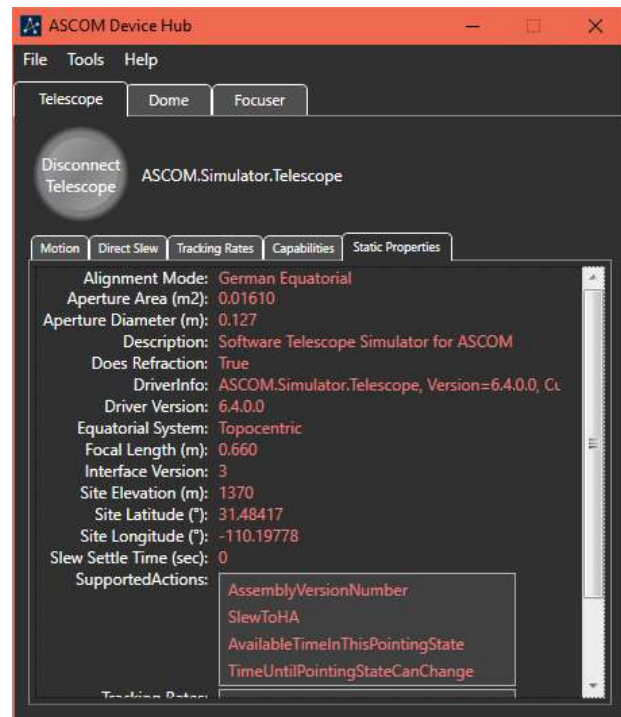 ASCOM Device Hub
File Tools Help
Telescope Dome Focuser
Disconnect
Telescope
ASCOM.Simulator.Telescope
Motion Direct Slew Tracking Rates Capabilities Static Properties
Alignment Mode: German Equatorial
Aperture Area (m2): 0.01610
Aperture Diameter (m): 0.127
Description: Software Telescope Simulator for ASCOM
Does Refraction: True
DriverInfo: ASCOM.Simulator.Telescope, Version=6.4.0.0, Cu
Driver Version: 6.4.0.0
Equatorial System: Topocentric
Focal Length (m): 0.660
Interface Version: 3
Site Elevation (m): 1370
Site Latitude (°): 31.48417
Site Longitude (°): -110.19778
Slew Settle Time (sec): 0
SupportedActions:
AssemblyVersionNumber
SlewToHA
AvailableTimeInThisPointingState
TimeUntilPointingStateCanChange
Tracking Rates: